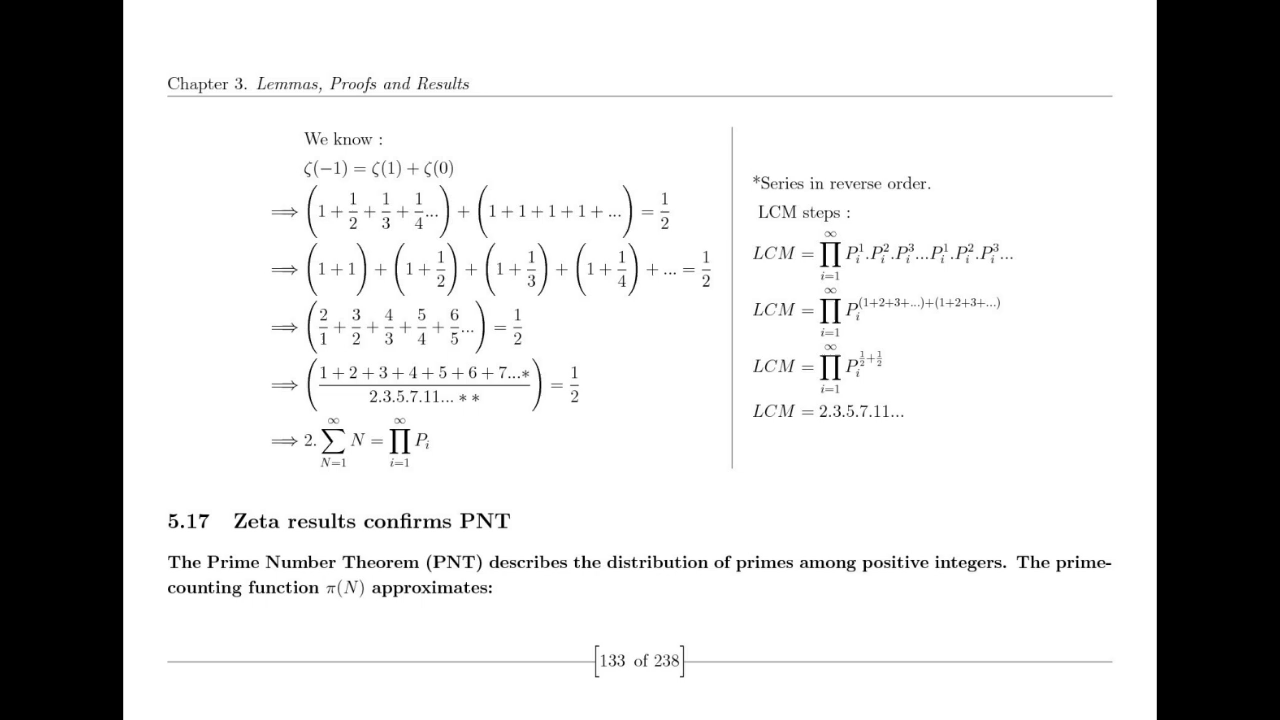 Chapter 3. Lemmas, Proofs and Results
We know :
ζ(−1) = ζ(1) + ζ(0)
⟹ (1 + 1/2 + 1/3 + 1/4...) + (1 + 1 + 1 + 1 + ...) = 1/2
⟹ (1 + 1) + (1 + 1/2) + (1 + 1/3) + (1 + 1/4) + ... = 1/2
⟹ (2/1 + 3/2 + 4/3 + 5/4 + 6/5...) = 1/2
⟹ ((1 + 2 + 3 + 4 + 5 + 6 + 7...*)/(2.3.5.7.11... * *)) = 1/2
⟹ 2. ∑_{N=1}^{∞} N = ∏_{i=1}^{∞} P_i
*Series in reverse order.
LCM steps :
LCM = ∏_{i=1}^{∞} P_i^1.P_i^2.P_i^3...P_i^1.P_i^2.P_i^3...
LCM = ∏_{i=1}^{∞} P_i^{(1+2+3+...)+(1+2+3+...)}
LCM = ∏_{i=1}^{∞} P_i^{1/2+1/2}
LCM = 2.3.5.7.11...
5.17 Zeta results confirms PNT
The Prime Number Theorem (PNT) describes the distribution of primes among positive integers. The prime-
counting function π(N) approximates:
[133 of 238]